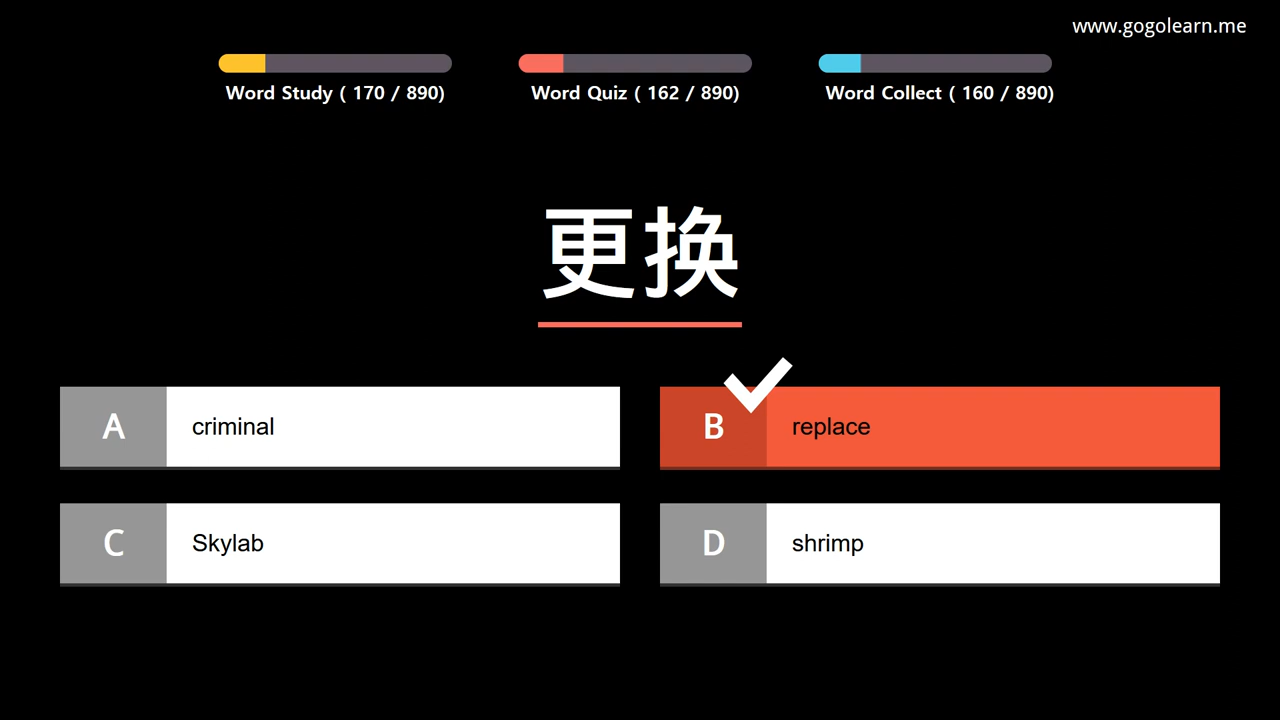 www.gogolearn.me
Word Study ( 170 / 890)
Word Quiz ( 162 / 890)
Word Collect ( 160 / 890)
更换
A criminal
B replace
C Skylab
D shrimp